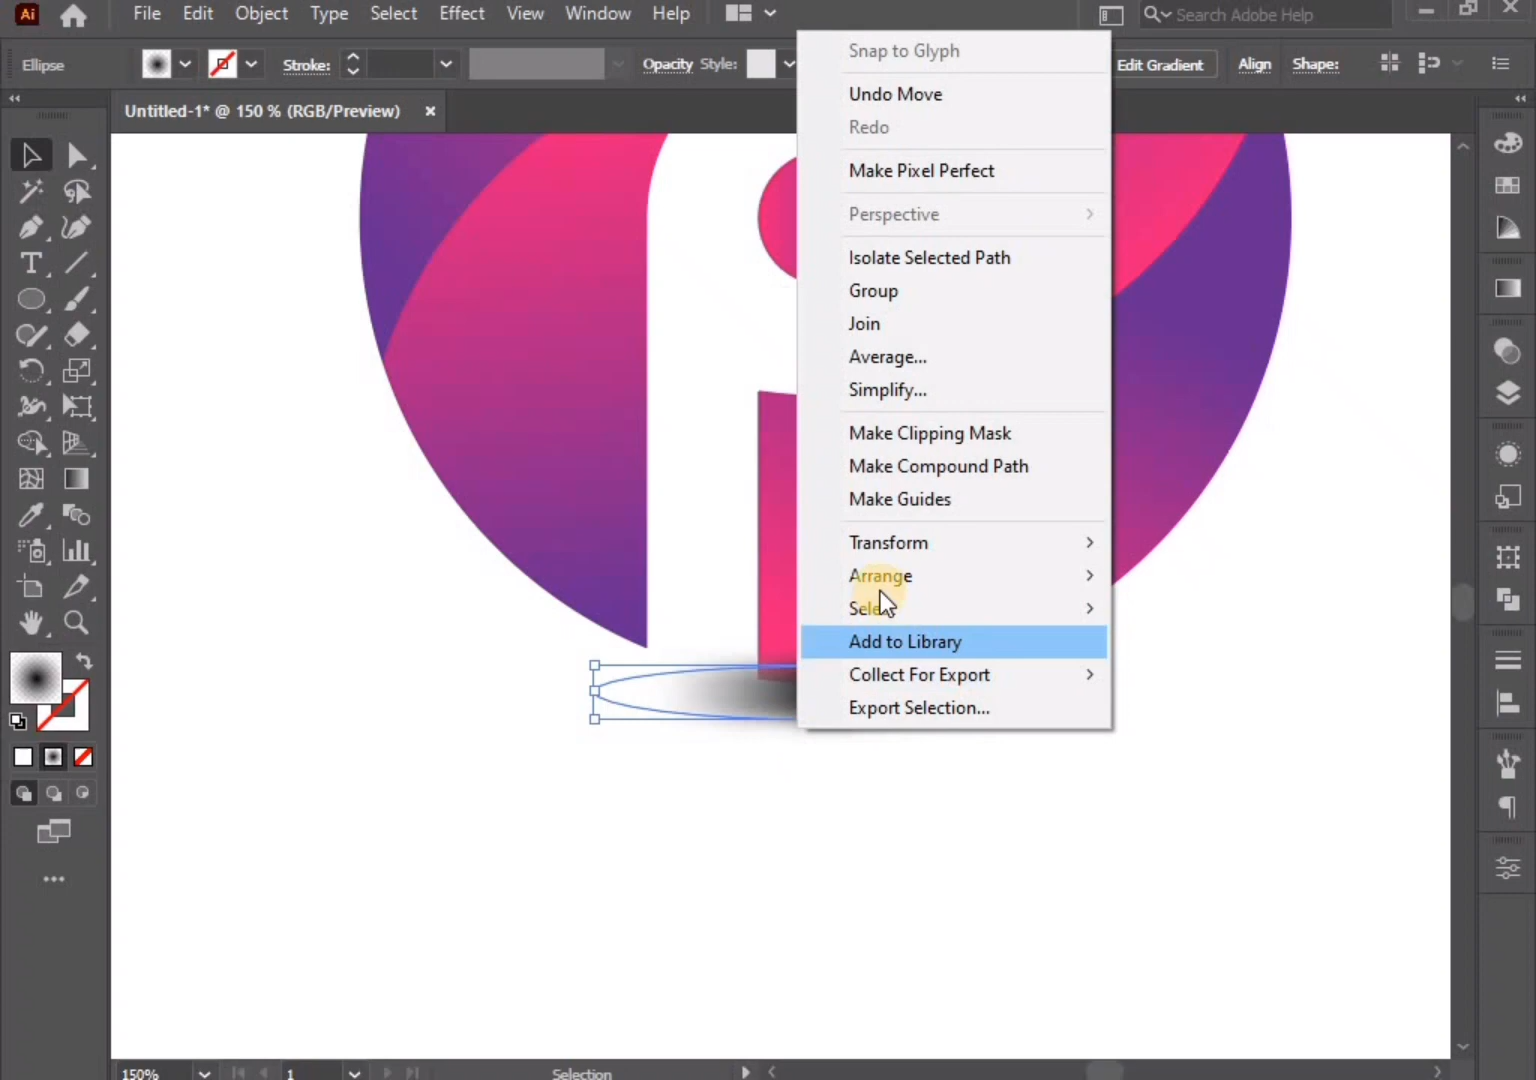 Ai
File Edit Object Type Select Effect View Window Help
Search Adobe Help
Ellipse
Stroke:
Opacity Style:
Edit Gradient
Align
Shape:
Untitled-1* @ 150 % (RGB/Preview)
Snap to Glyph
Undo Move
Redo
Make Pixel Perfect
Perspective
Isolate Selected Path
Group
Join
Average...
Simplify...
Make Clipping Mask
Make Compound Path
Make Guides
Transform
Arrange
Select
Add to Library
Collect For Export
Export Selection...
150%
1
Selection